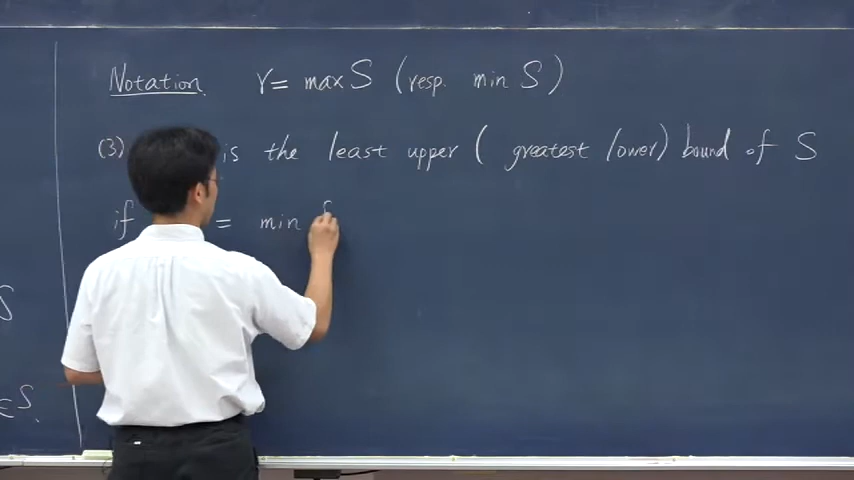 Notation r = max S (resp. min S)
(3) is the least upper (greatest lower) bound of S
if = min
S
∈ S.